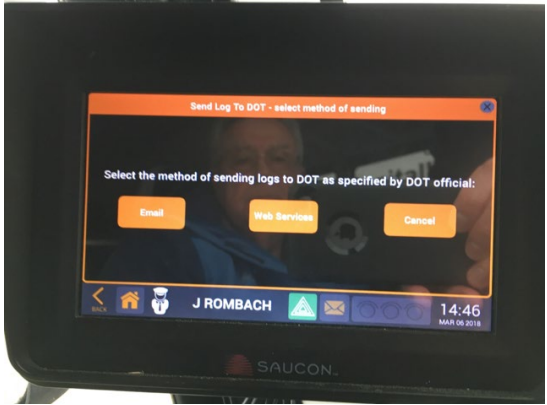 Send Log To DOT - select method of sending
Select the method of sending logs to DOT as specified by DOT official:
Email
Web Services
Cancel
BACK
J ROMBACH
14:46
MAR 06 2018
SAUCON